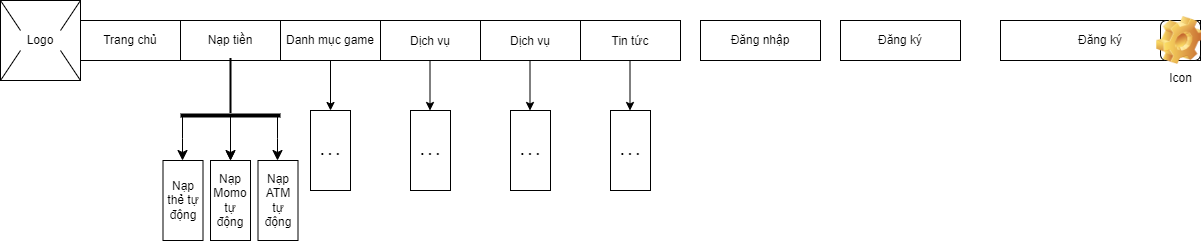 Logo
Trang chủ
Nạp tiền
Danh mục game
Dịch vụ
Dịch vụ
Tin tức
Đăng nhập
Đăng ký
Đăng ký
Icon
Nạp
thẻ tự
động
Nạp
Momo
tự
động
Nạp
ATM
tự
động
. . .
. . .
. . .
. . .